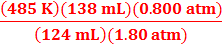 (485 K)(138 mL)(0.800 atm)
(124 mL)(1.80 atm)